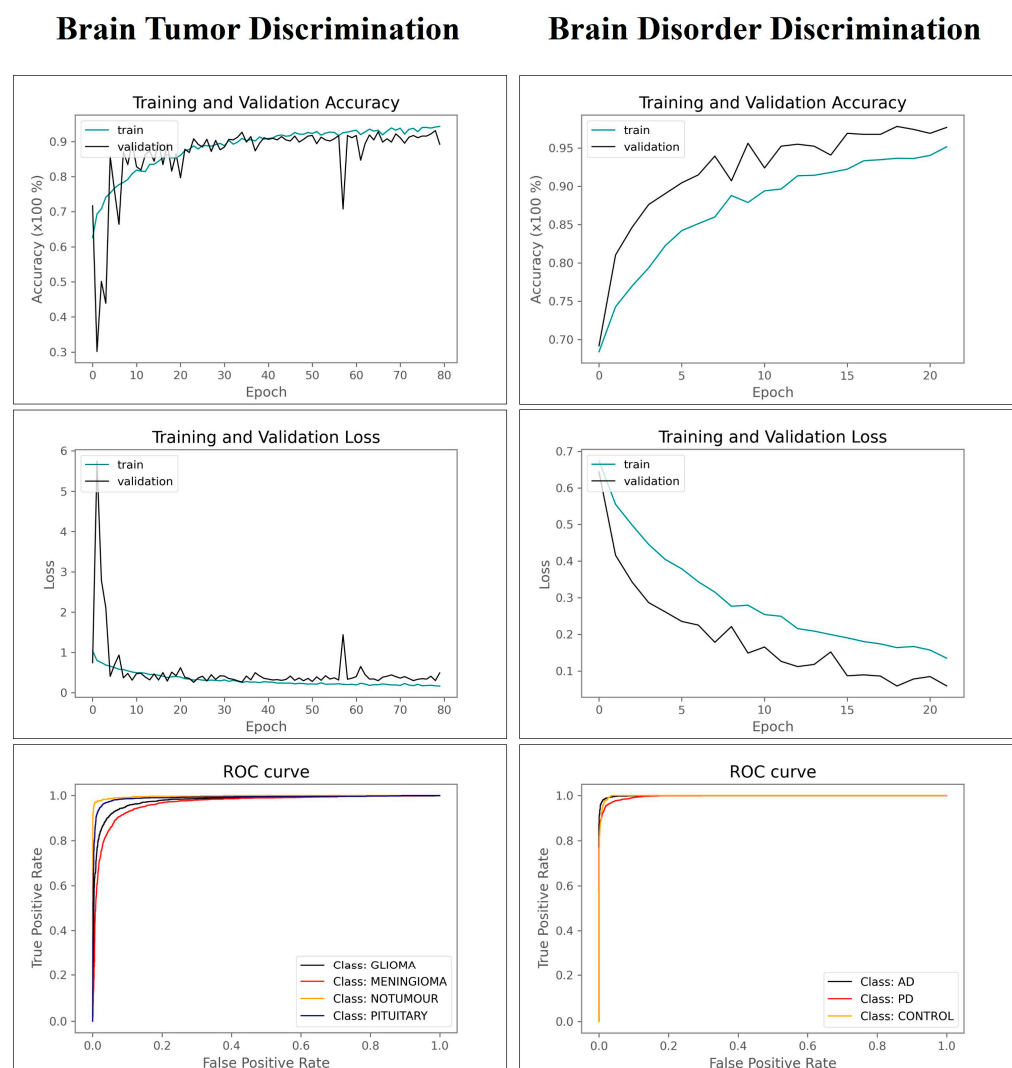 Brain Tumor Discrimination
Brain Disorder Discrimination
Training and Validation Accuracy
train
validation
0.9
0.8
0.7
0.6
0.5
0.4
0.3
Accuracy (x100 %)
0 10 20 30 40 50 60 70 80
Epoch
Training and Validation Accuracy
train
validation
0.95
0.90
0.85
0.80
0.75
0.70
Accuracy (x100 %)
0 5 10 15 20
Epoch
Training and Validation Loss
train
validation
6
5
4
3
2
1
0
Loss
0 10 20 30 40 50 60 70 80
Epoch
Training and Validation Loss
train
validation
0.7
0.6
0.5
0.4
0.3
0.2
0.1
Loss
0 5 10 15 20
Epoch
ROC curve
1.0
0.8
0.6
0.4
0.2
0.0
True Positive Rate
Class: GLIOMA
Class: MENINGIOMA
Class: NOTUMOUR
Class: PITUITARY
0.0 0.2 0.4 0.6 0.8 1.0
False Positive Rate
ROC curve
1.0
0.8
0.6
0.4
0.2
0.0
True Positive Rate
Class: AD
Class: PD
Class: CONTROL
0.0 0.2 0.4 0.6 0.8 1.0
False Positive Rate